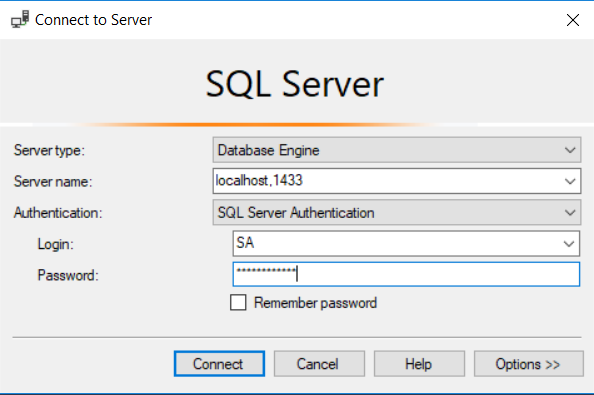 Connect to Server
SQL Server
Server type: Database Engine
Server name: localhost,1433
Authentication: SQL Server Authentication
Login: SA
Password: ************
Remember password
Connect Cancel Help Options >>